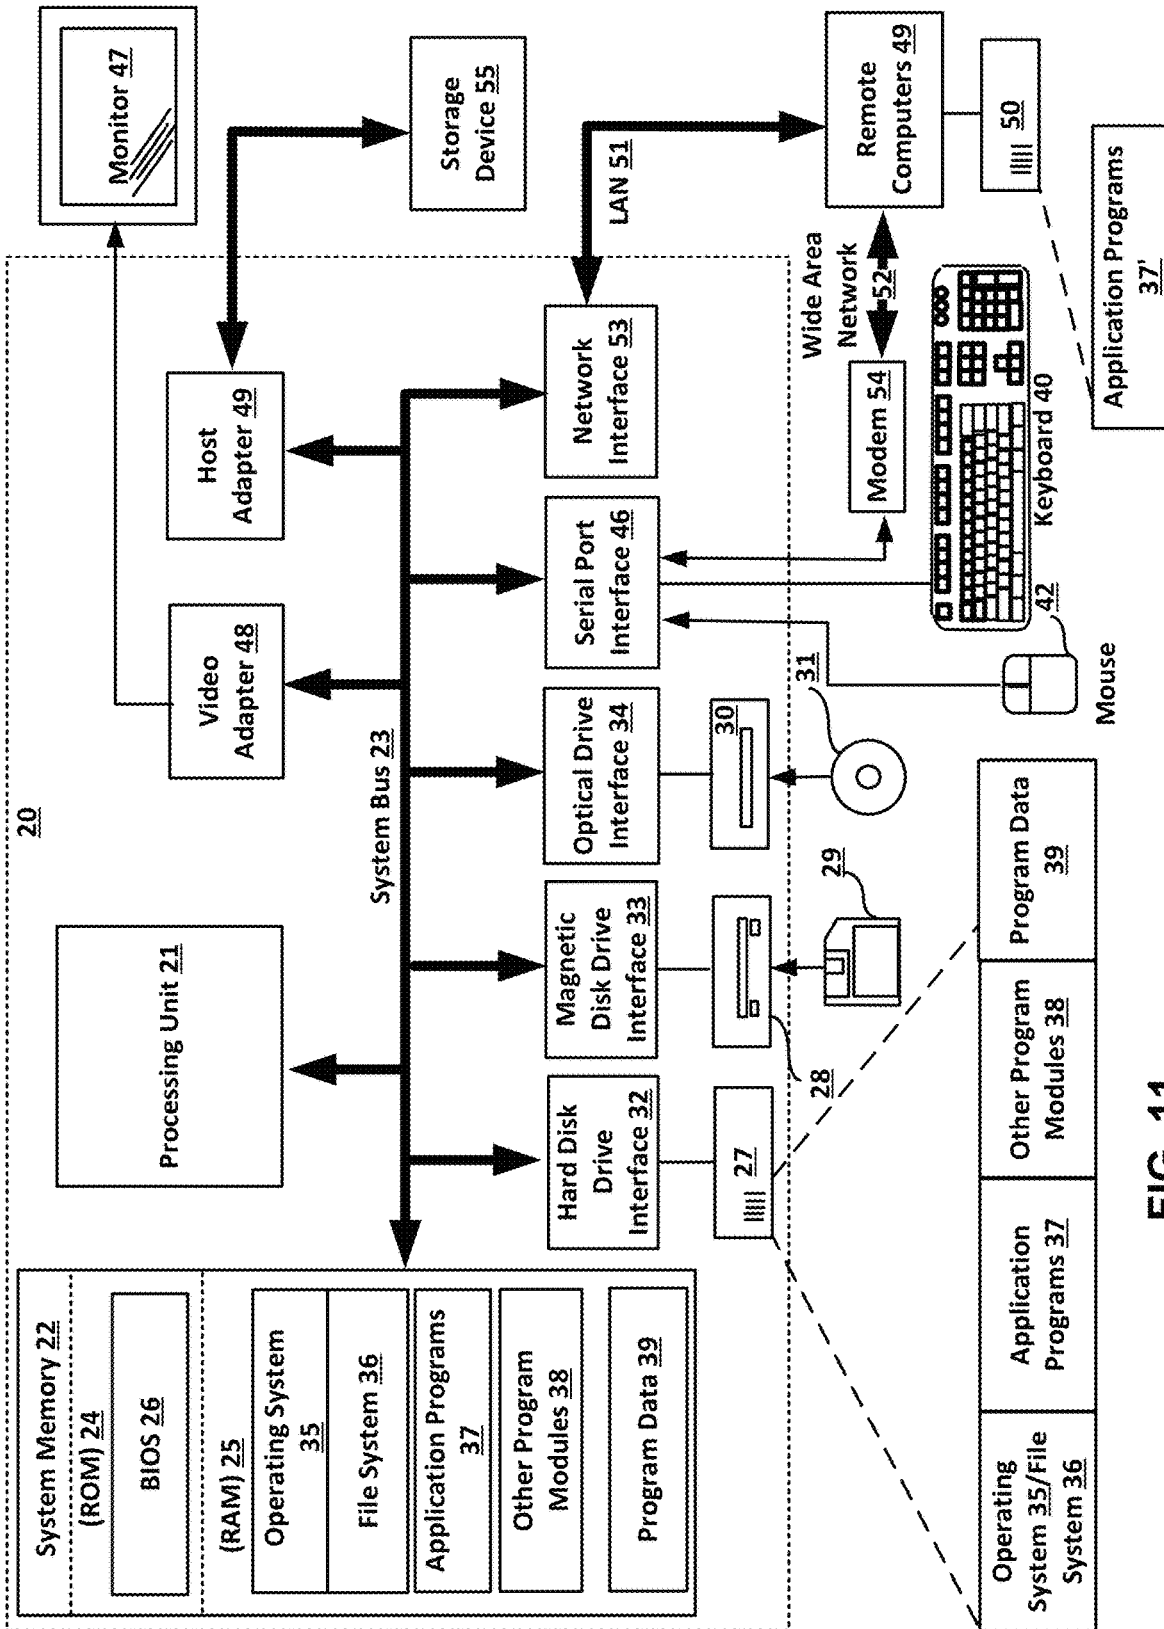 20
System Memory 22
(ROM) 24
BIOS 26
(RAM) 25
Operating System
35
File System 36
Application Programs
37
Other Program
Modules 38
Program Data 39
Processing Unit 21
Video
Adapter 48
Host
Adapter 49
Monitor 47
Storage
Device 55
System Bus 23
Hard Disk
Drive
Interface 32
Magnetic
Disk Drive
Interface 33
Optical Drive
Interface 34
Serial Port
Interface 46
Network
Interface 53
LAN 51
27
28
29
30
31
Wide Area
Network
52
Modem 54
Remote
Computers 49
50
Keyboard 40
42
Mouse
Application Programs
37'
Operating
System 35/File
System 36
Application
Programs 37
Other Program
Modules 38
Program Data
39
FIG. 11